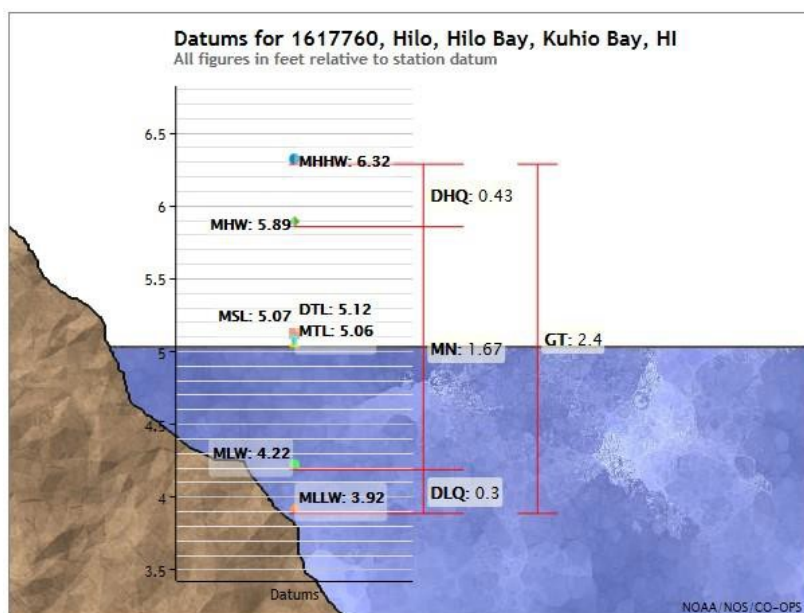 Datums for 1617760, Hilo, Hilo Bay, Kuhio Bay, HI
All figures in feet relative to station datum
6.5
MHHW: 6.32
DHQ: 0.43
6
MHW: 5.89
5.5
DTL: 5.12
MSL: 5.07
MTL: 5.06
5
MN: 1.67
GT: 2.4
4.5
MLW: 4.22
4
MLLW: 3.92
DLQ: 0.3
3.5
Datums
NOAA/NOS/CO-OPS